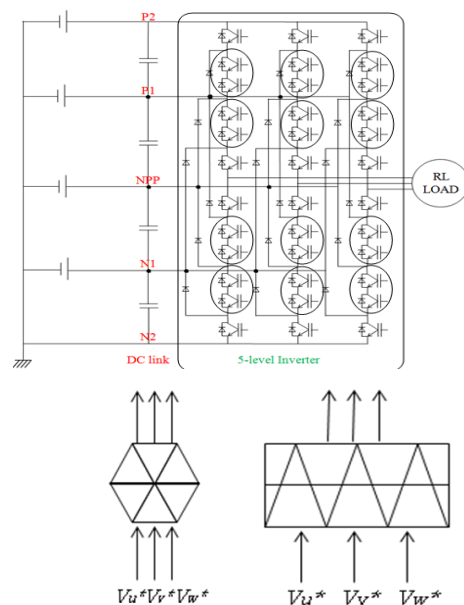 P2
P1
NPP
RL
LOAD
N1
N2
DC link
5-level Inverter
Vu* Vv* Vw*
Vu* Vv* Vw*